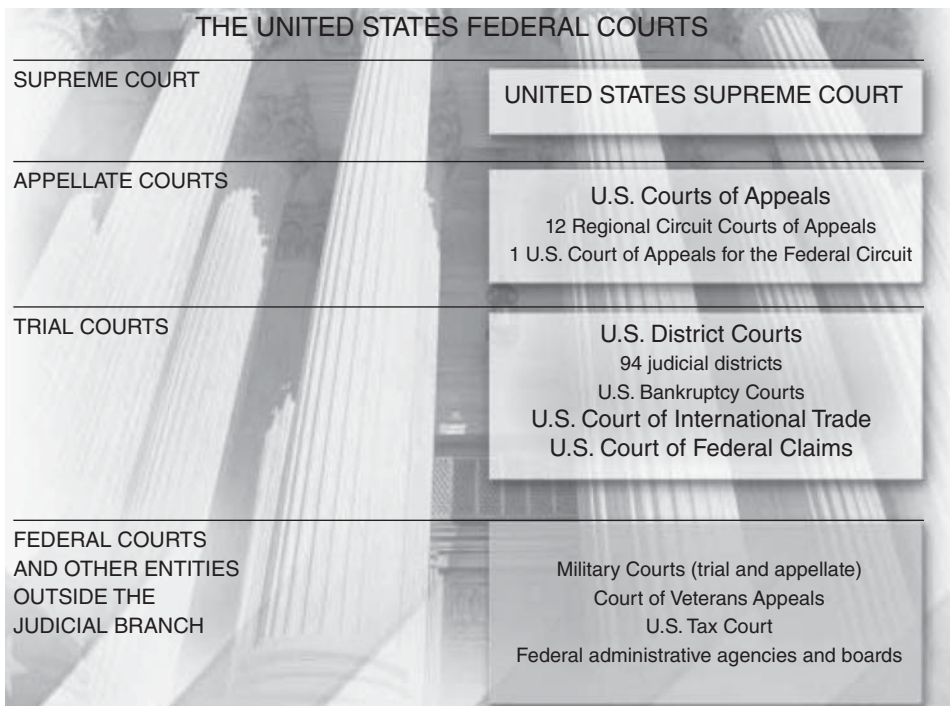 THE UNITED STATES FEDERAL COURTS
SUPREME COURT
UNITED STATES SUPREME COURT
APPELLATE COURTS
U.S. Courts of Appeals
12 Regional Circuit Courts of Appeals
1 U.S. Court of Appeals for the Federal Circuit
TRIAL COURTS
U.S. District Courts
94 judicial districts
U.S. Bankruptcy Courts
U.S. Court of International Trade
U.S. Court of Federal Claims
FEDERAL COURTS
AND OTHER ENTITIES
OUTSIDE THE
JUDICIAL BRANCH
Military Courts (trial and appellate)
Court of Veterans Appeals
U.S. Tax Court
Federal administrative agencies and boards